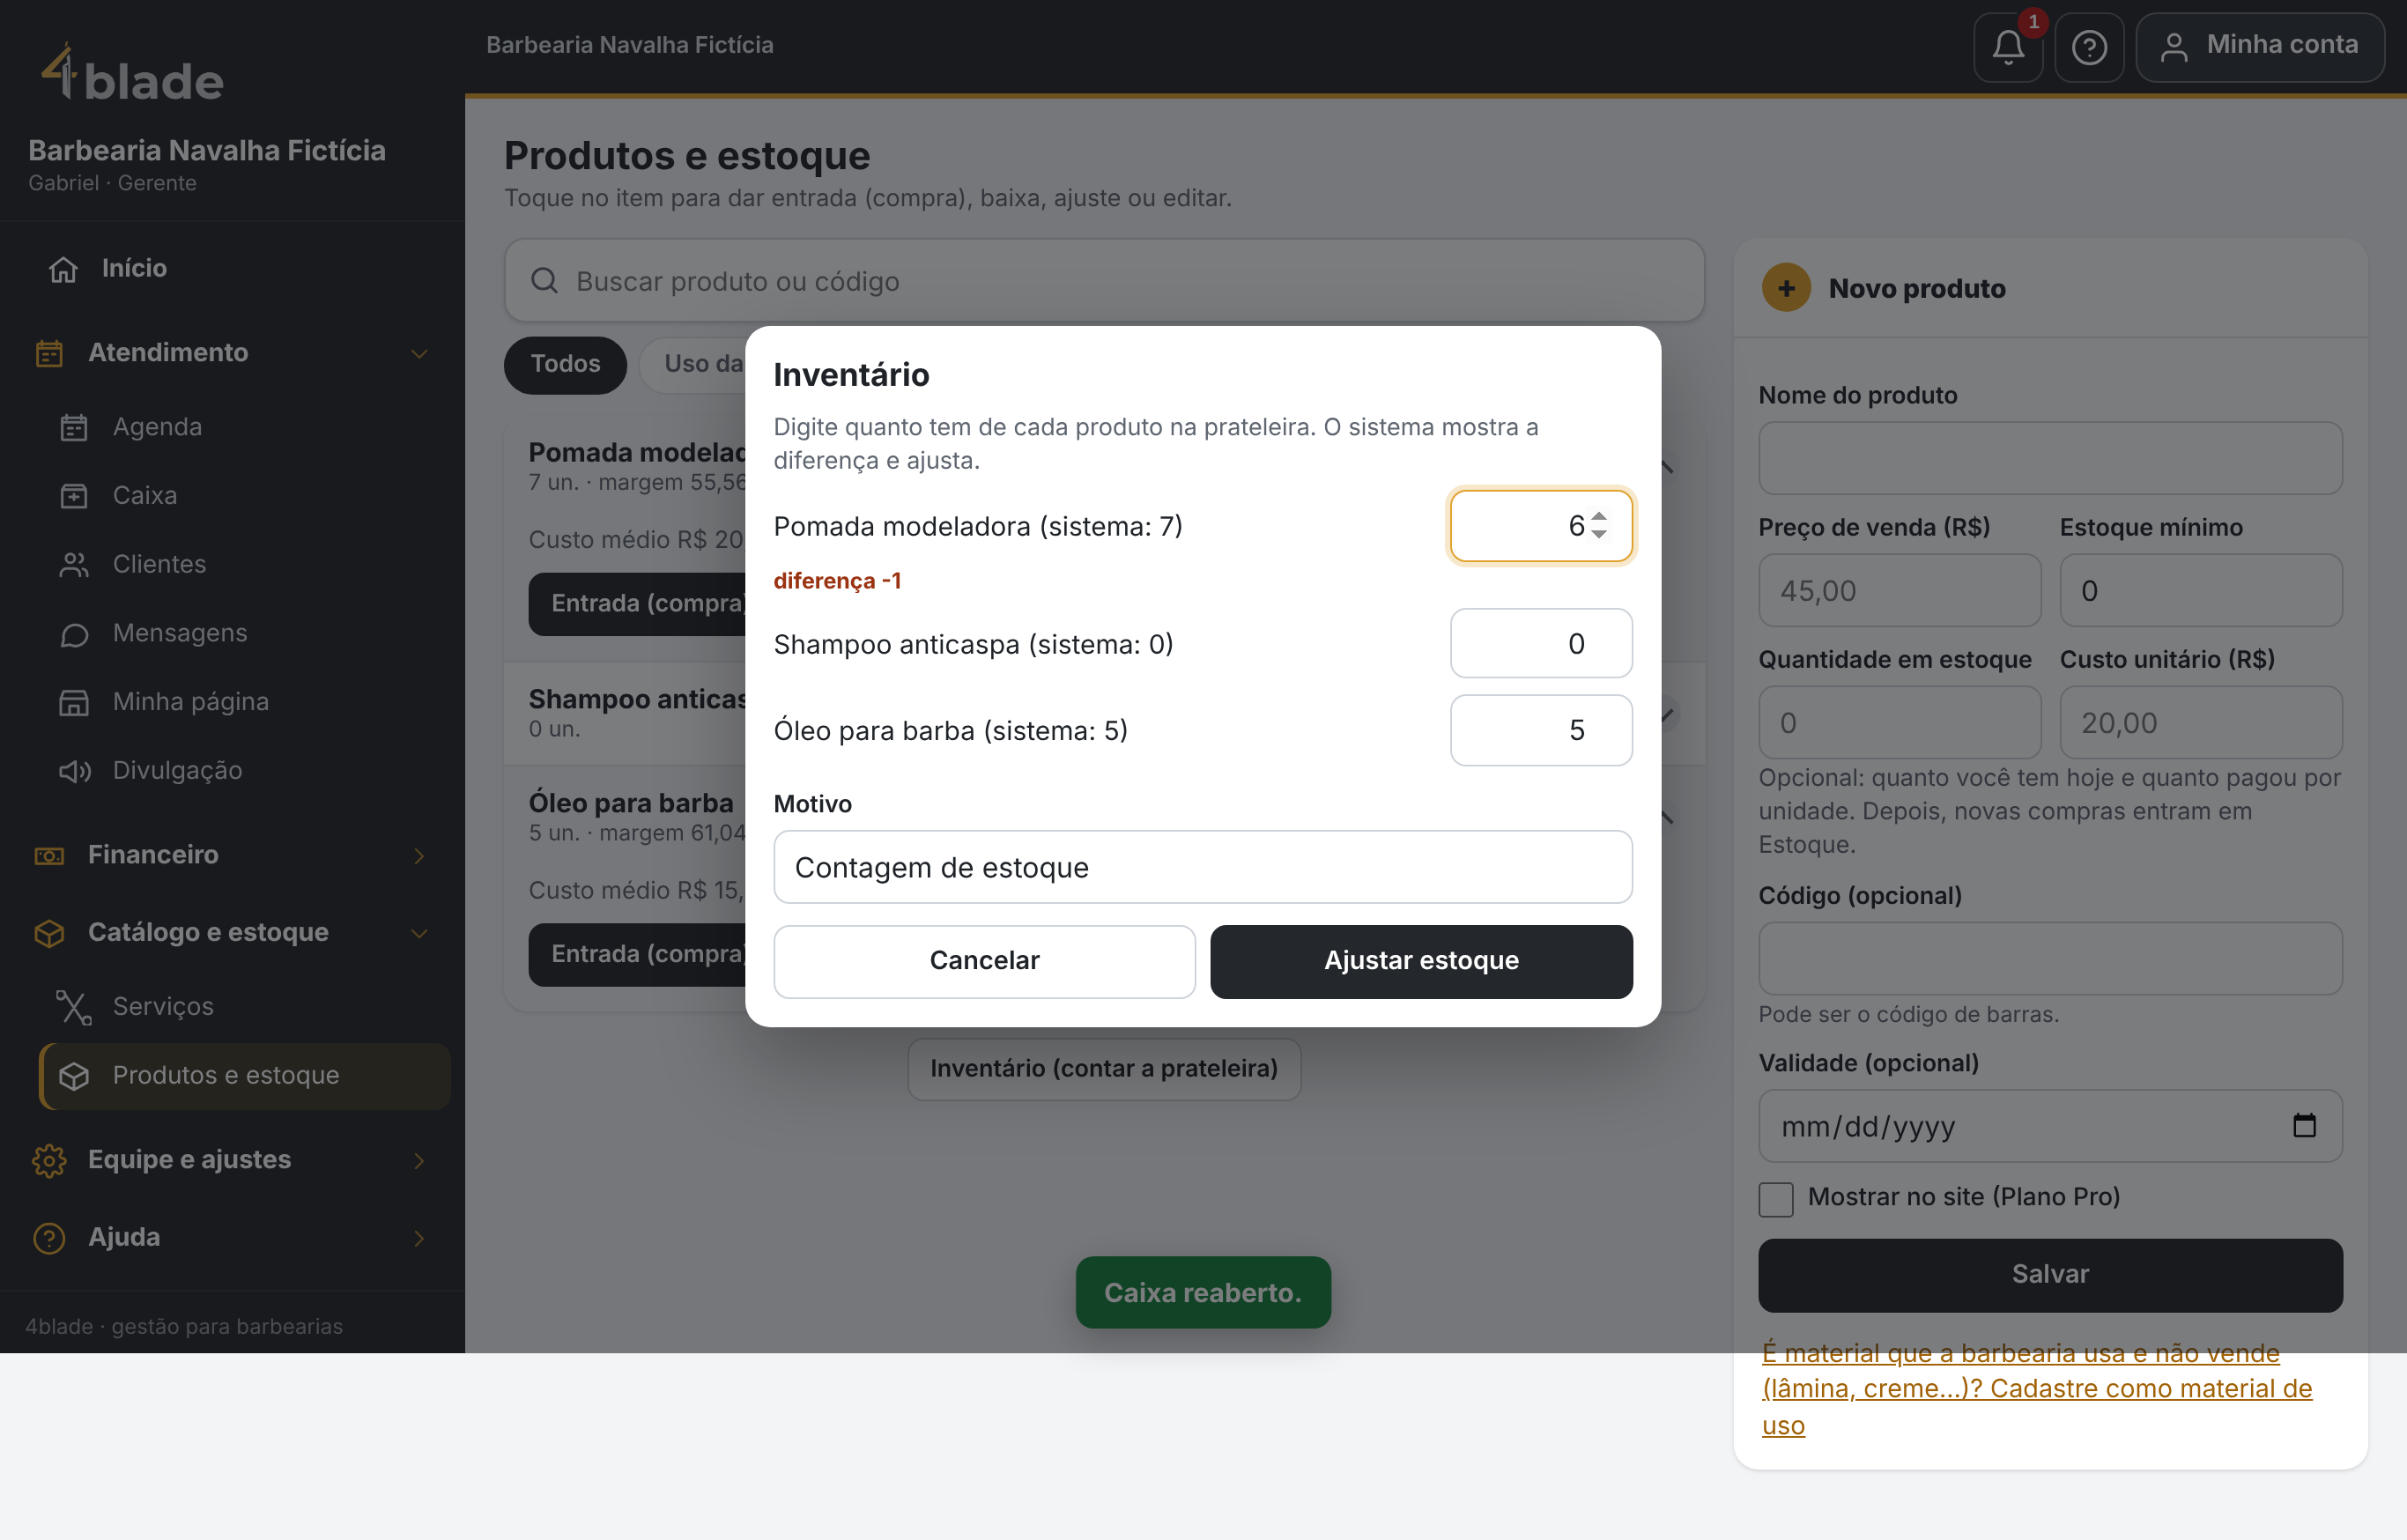 4blade
Barbearia Navalha Fictícia
Gabriel · Gerente
Início
Atendimento
Agenda
Caixa
Clientes
Mensagens
Minha página
Divulgação
Financeiro
Catálogo e estoque
Serviços
Produtos e estoque
Equipe e ajustes
Ajuda
4blade · gestão para barbearias
Barbearia Navalha Fictícia
1
Minha conta
Produtos e estoque
Toque no item para dar entrada (compra), baixa, ajuste ou editar.
Buscar produto ou código
Todos
Uso da
Pomada modelad
7 un. · margem 55,56
Custo médio R$ 20
Entrada (compra)
Shampoo anticas
0 un.
Óleo para barba
5 un. · margem 61,04
Custo médio R$ 15,
Entrada (compra)
Inventário (contar a prateleira)
Inventário
Digite quanto tem de cada produto na prateleira. O sistema mostra a
diferença e ajusta.
Pomada modeladora (sistema: 7)
6
diferença -1
Shampoo anticaspa (sistema: 0)
0
Óleo para barba (sistema: 5)
5
Motivo
Contagem de estoque
Cancelar
Ajustar estoque
Caixa reaberto.
+ Novo produto
Nome do produto
Preço de venda (R$)
Estoque mínimo
45,00
0
Quantidade em estoque
Custo unitário (R$)
0
20,00
Opcional: quanto você tem hoje e quanto pagou por
unidade. Depois, novas compras entram em
Estoque.
Código (opcional)
Pode ser o código de barras.
Validade (opcional)
mm/dd/yyyy
Mostrar no site (Plano Pro)
Salvar
É material que a barbearia usa e não vende
(lâmina, creme...)? Cadastre como material de
uso